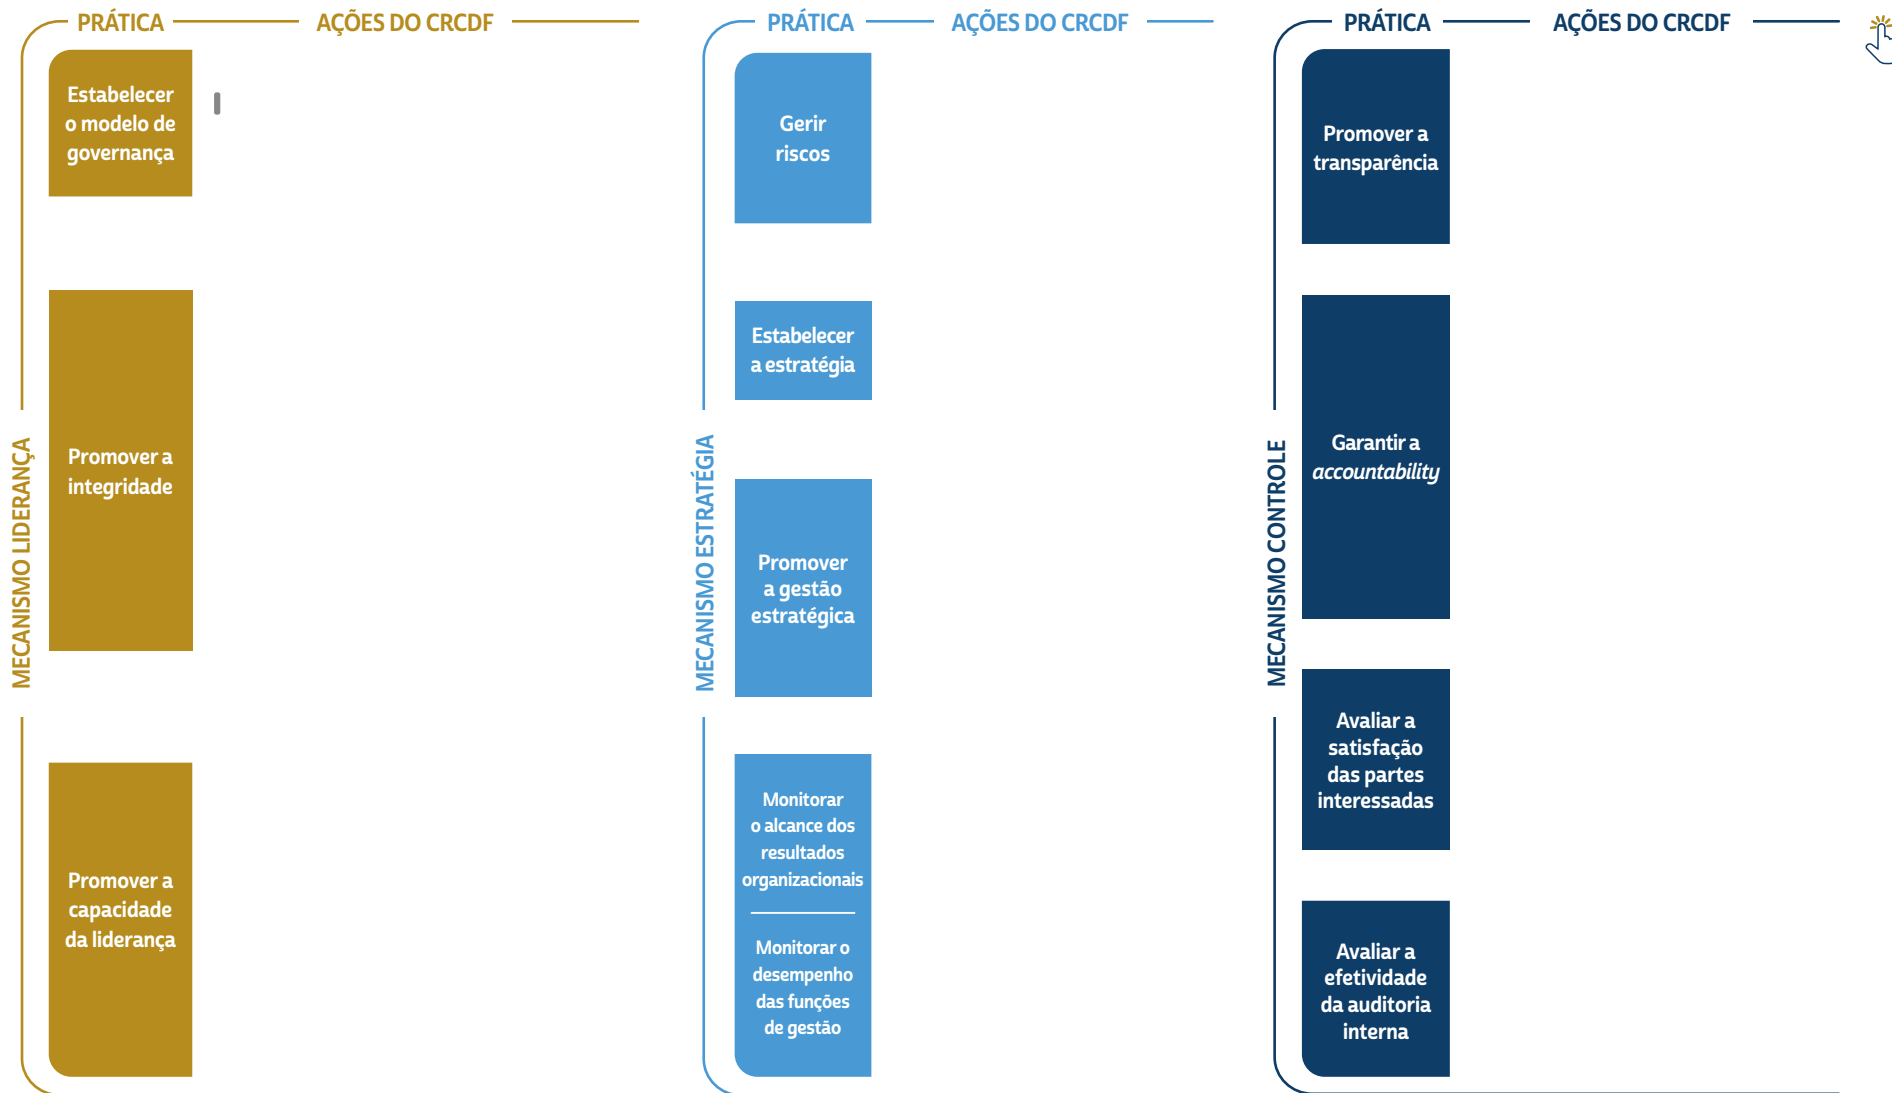 PRÁTICA
AÇÕES DO CRCDF
MECANISMO LIDERANÇA
Estabelecer
o modelo de
governança
Promover a
integridade
Promover a
capacidade
da liderança
PRÁTICA
AÇÕES DO CRCDF
MECANISMO ESTRATÉGIA
Gerir
riscos
Estabelecer
a estratégia
Promover
a gestão
estratégica
Monitorar
o alcance dos
resultados
organizacionais
Monitorar o
desempenho
das funções
de gestão
PRÁTICA
AÇÕES DO CRCDF
MECANISMO CONTROLE
Promover a
transparência
Garantir a
accountability
Avaliar a
satisfação
das partes
interessadas
Avaliar a
efetividade
da auditoria
interna